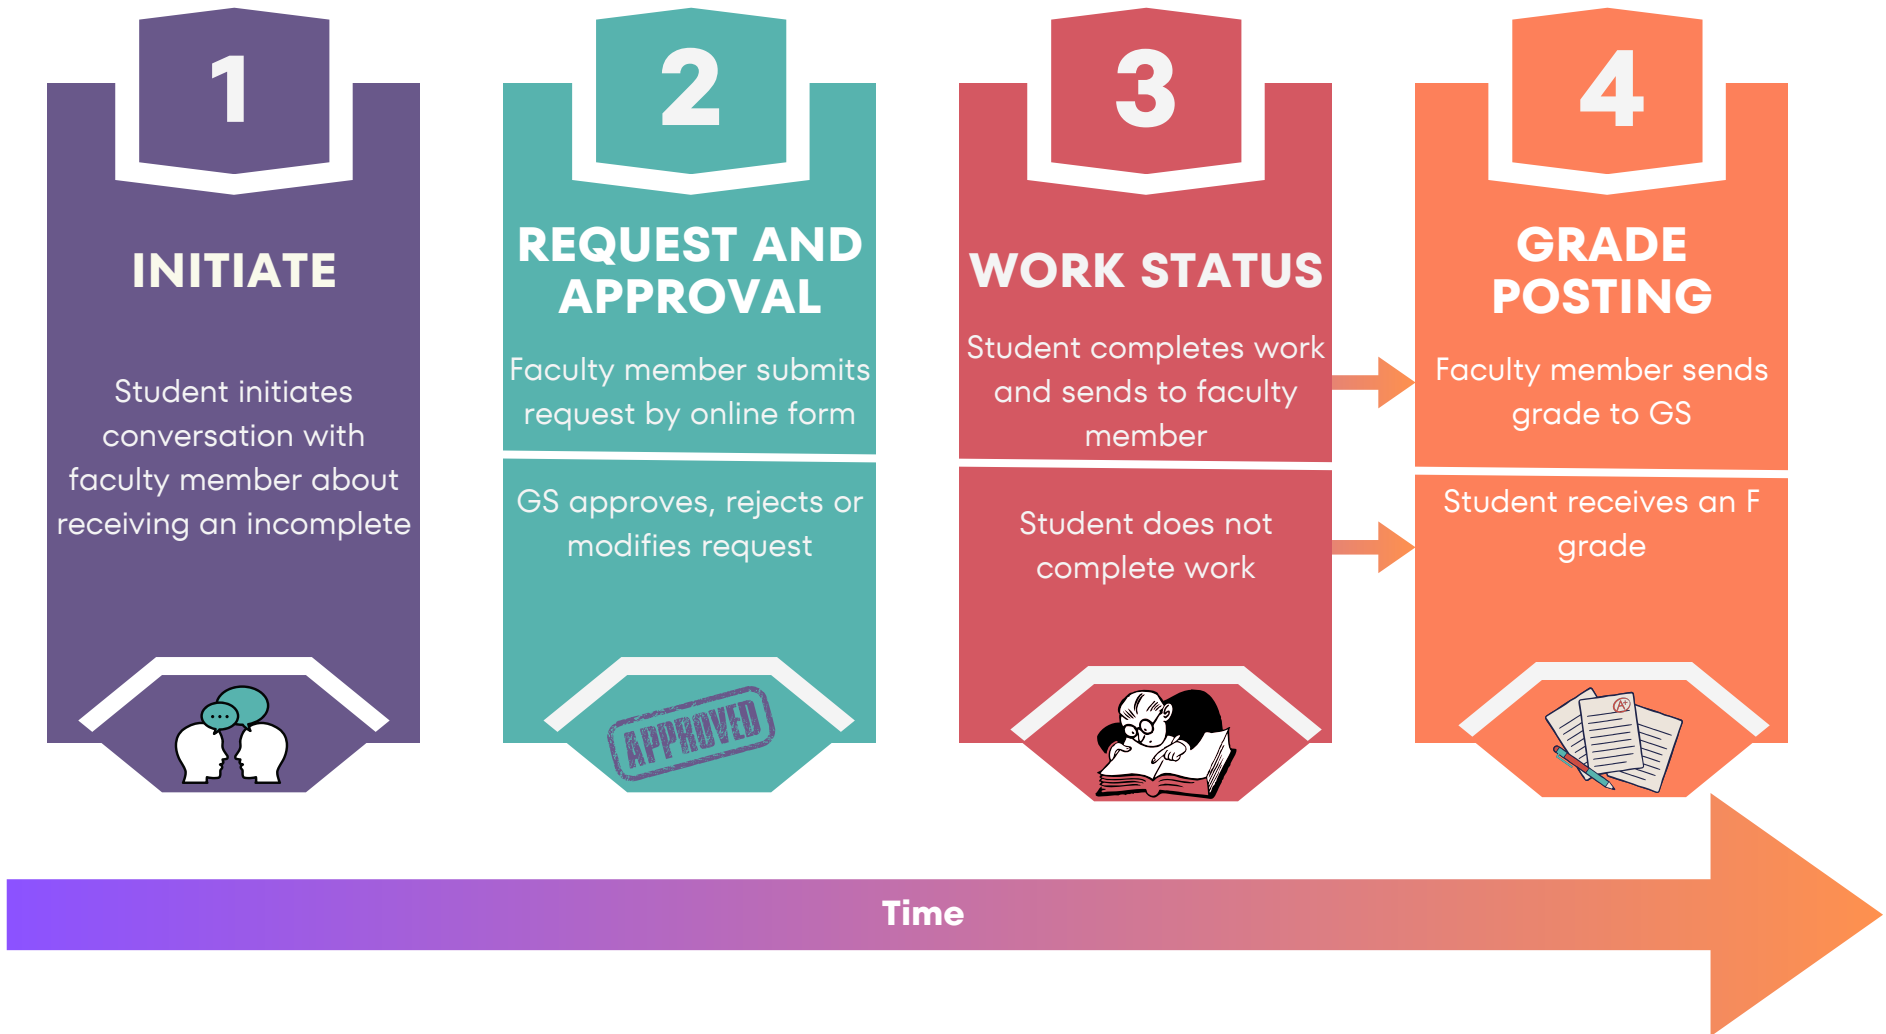 1
INITIATE
Student initiates
conversation with
faculty member about
receiving an incomplete
2
REQUEST AND
APPROVAL
Faculty member submits
request by online form
GS approves, rejects or
modifies request
APPROVED
3
WORK STATUS
Student completes work
and sends to faculty
member
Student does not
complete work
4
GRADE
POSTING
Faculty member sends
grade to GS
Student receives an F
grade
A+
Time